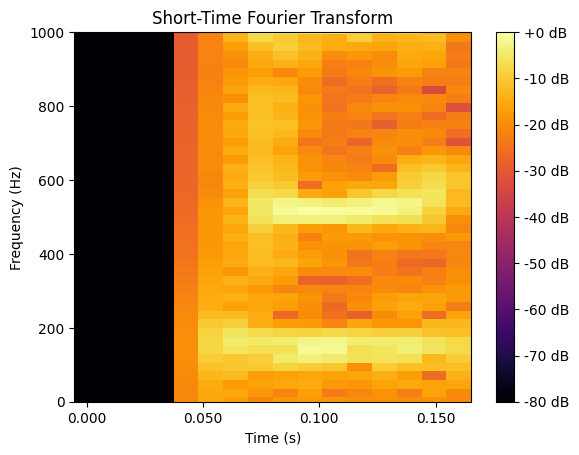 Short-Time Fourier Transform
Frequency (Hz)
1000
800
600
400
200
0
0.000
0.050
0.100
0.150
Time (s)
+0 dB
-10 dB
-20 dB
-30 dB
-40 dB
-50 dB
-60 dB
-70 dB
-80 dB